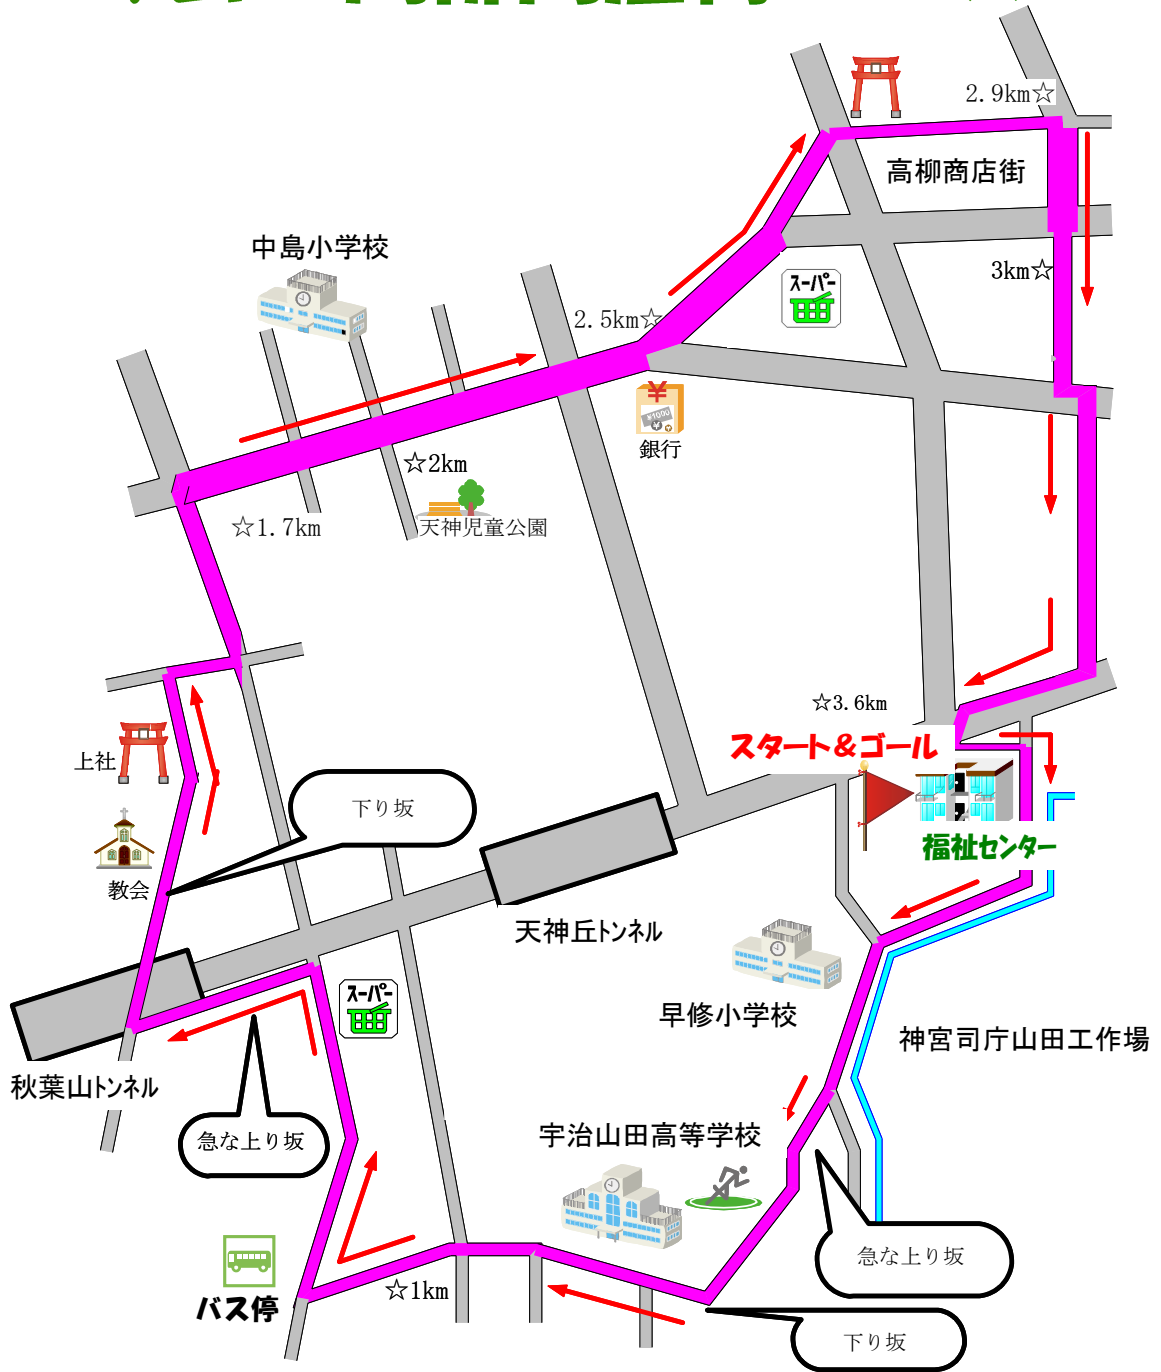 2.9km☆
高柳商店街
中島小学校
3km☆
スーパー
2.5km☆
銀行
☆2km
☆1.7km
天神児童公園
☆3.6km
スタート&ゴール
上社
下り坂
福祉センター
教会
天神丘トンネル
スーパー
早修小学校
神宮司庁山田工作場
秋葉山トンネル
急な上り坂
宇治山田高等学校
急な上り坂
☆1km
バス停
下り坂